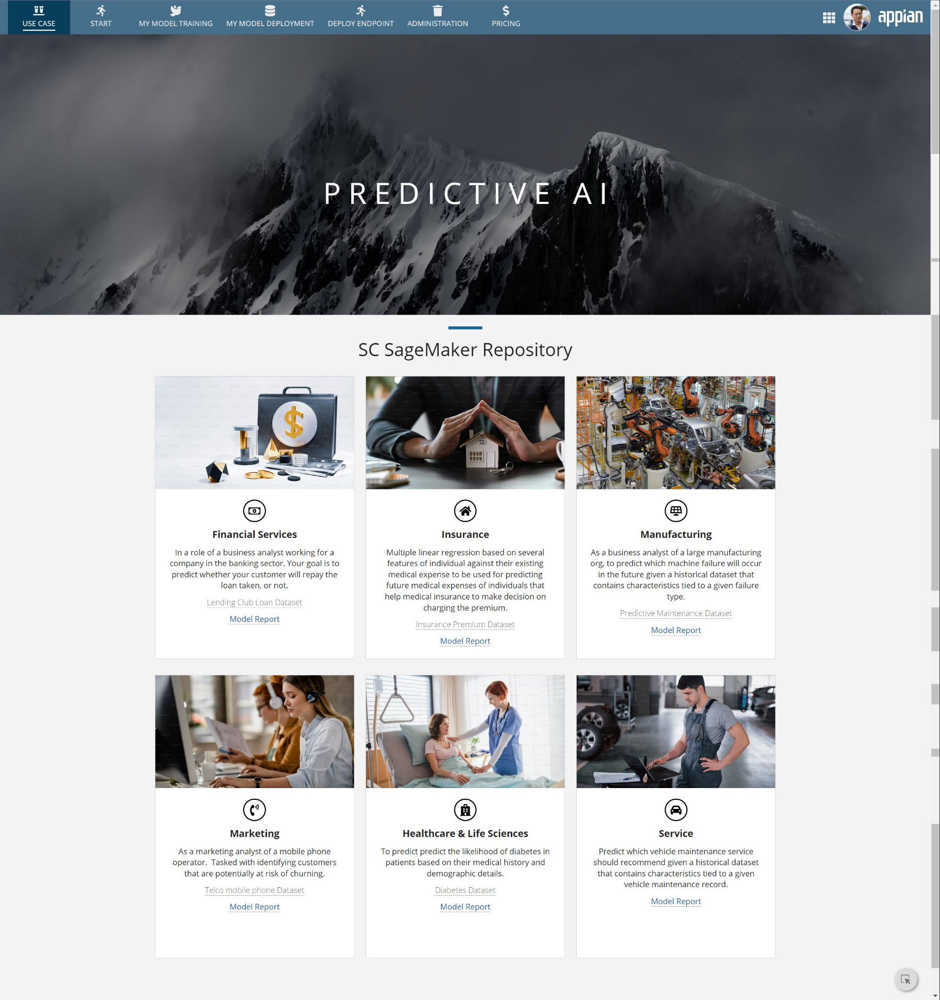 USE CASE
START
MY MODEL TRAINING
MY MODEL DEPLOYMENT
DEPLOY ENDPOINT
ADMINISTRATION
PRICING
appian
PREDICTIVE AI
SC SageMaker Repository
Financial Services
In a role of a business analyst working for a
company in the banking sector. Your goal is to
predict whether your customer will repay the
loan taken, or not.
Lending Club Loan Dataset
Model Report
Insurance
Multiple linear regression based on several
features of individual against their existing
medical expense to be used for predicting
future medical expenses of individuals that
help medical insurance to make decision on
charging the premium.
Insurance Premium Dataset
Model Report
Manufacturing
As a business analyst of a large manufacturing
org, to predict which machine failure will occur
in the future given a historical dataset that
contains characteristics tied to a given failure
type.
Predictive Maintenance Dataset
Model Report
Marketing
As a marketing analyst of a mobile phone
operator.  Tasked with identifying customers
that are potentially at risk of churning.
Telco mobile phone Dataset
Model Report
Healthcare & Life Sciences
To predict predict the likelihood of diabetes in
patients based on their medical history and
demographic details.
Diabetes Dataset
Model Report
Service
Predict which vehicle maintenance service
should recommend given a historical dataset
that contains characteristics tied to a given
vehicle maintenance record.
Model Report